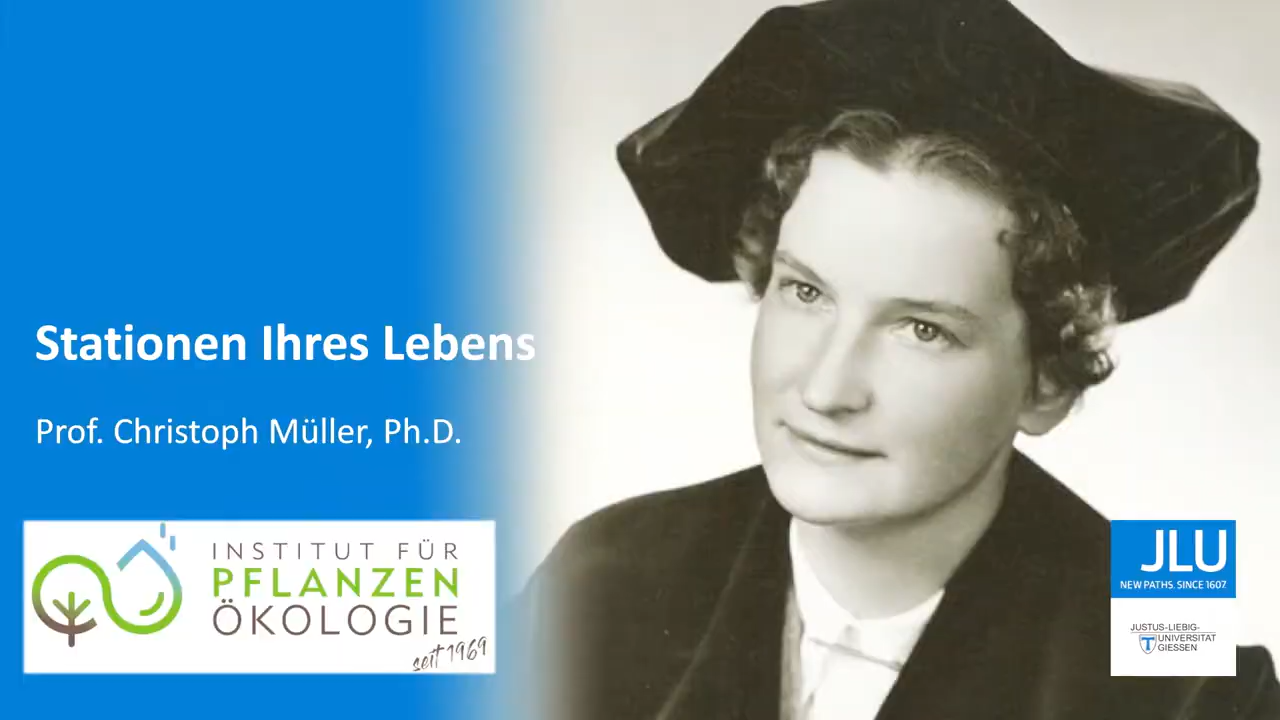 Stationen Ihres Lebens
Prof. Christoph Müller, Ph.D.
INSTITUT FÜR
PFLANZEN
ÖKOLOGIE
seit 1969
JLU
NEW PATHS. SINCE 1607.
JUSTUS-LIEBIG-
UNIVERSITÄT
GIESSEN